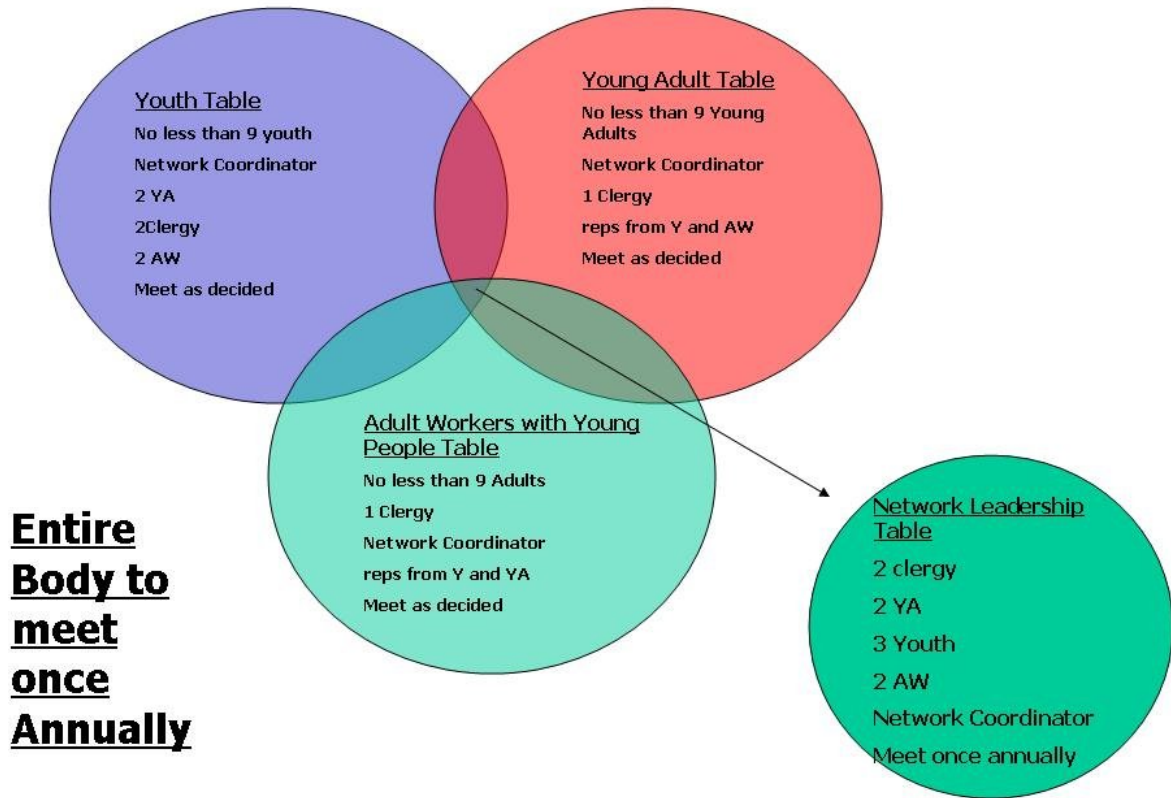 Youth Table
No less than 9 youth
Network Coordinator
2 YA
2Clergy
2 AW
Meet as decided
Young Adult Table
No less than 9 Young
Adults
Network Coordinator
1 Clergy
reps from Y and AW
Meet as decided
Adult Workers with Young
People Table
No less than 9 Adults
1 Clergy
Network Coordinator
reps from Y and YA
Meet as decided
Entire
Body to
meet
once
Annually
Network Leadership
Table
2 clergy
2 YA
3 Youth
2 AW
Network Coordinator
Meet once annually